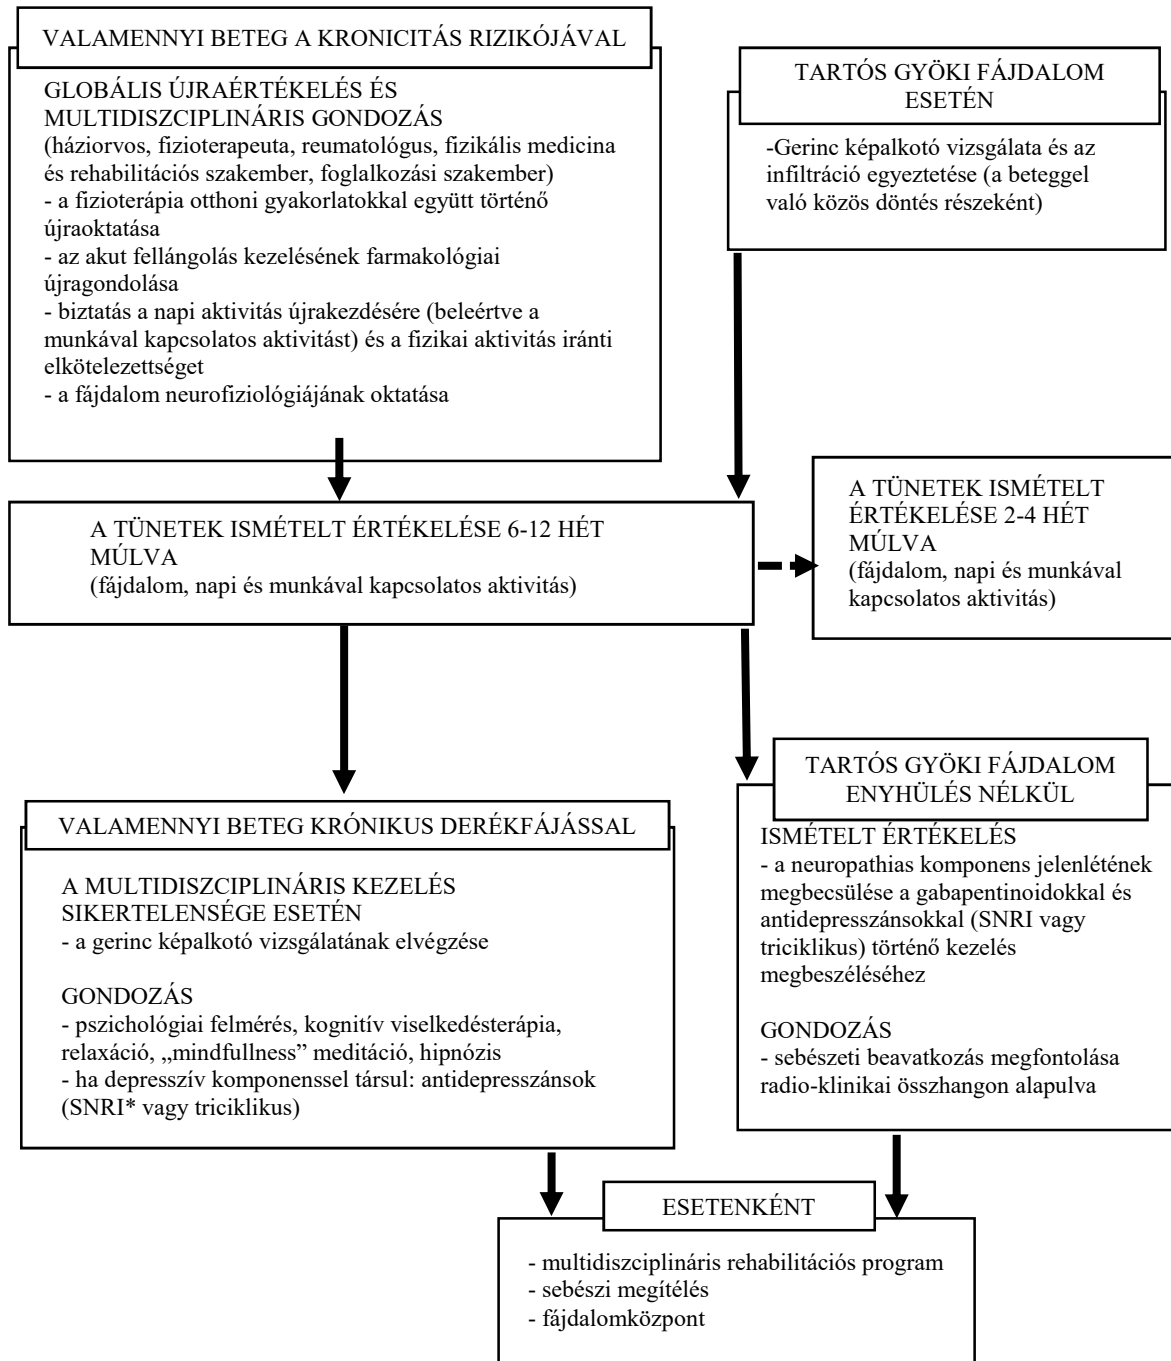 VALAMENNYI BETEG A KRONICITÁS RIZIKÓJÁVAL
GLOBÁLIS ÚJRAÉRTÉKELÉS ÉS
MULTIDISZCIPLINÁRIS GONDOZÁS
(háziorvos, fizioterapeuta, reumatológus, fizikális medicina
és rehabilitációs szakember, foglalkozási szakember)
- a fizioterápia otthoni gyakorlatokkal együtt történő
újraoktatása
- az akut fellángolás kezelésének farmakológiai
újragondolása
- biztatás a napi aktivitás újrakezdésére (beleértve a
munkával kapcsolatos aktivitást) és a fizikai aktivitás iránti
elkötelezettséget
- a fájdalom neurofiziológiájának oktatása
TARTÓS GYÖKI FÁJDALOM
ESETÉN
-Gerinc képalkotó vizsgálata és az
infiltráció egyeztetése (a beteggel
való közös döntés részeként)
A TÜNETEK ISMÉTELT ÉRTÉKELÉSE 6-12 HÉT
MÚLVA
(fájdalom, napi és munkával kapcsolatos aktivitás)
A TÜNETEK ISMÉTELT
ÉRTÉKELÉSE 2-4 HÉT
MÚLVA
(fájdalom, napi és munkával
kapcsolatos aktivitás)
VALAMENNYI BETEG KRÓNIKUS DERÉKFÁJÁSSAL
A MULTIDISZCIPLINÁRIS KEZELÉS
SIKERTELENSÉGE ESETÉN
- a gerinc képalkotó vizsgálatának elvégzése
GONDOZÁS
- pszichológiai felmérés, kognitív viselkedésterápia,
relaxáció, „mindfullness” meditáció, hipnózis
- ha depresszív komponenssel társul: antidepresszánsok
(SNRI* vagy triciklikus)
TARTÓS GYÖKI FÁJDALOM
ENYHÜLÉS NÉLKÜL
ISMÉTELT ÉRTÉKELÉS
- a neuropathias komponens jelenlétének
megbecsülése a gabapentinoidokkal és
antidepresszánsokkal (SNRI vagy
triciklikus) történő kezelés
megbeszéléséhez
GONDOZÁS
- sebészeti beavatkozás megfontolása
radio-klinikai összhangon alapulva
ESETENKÉNT
- multidiszciplináris rehabilitációs program
- sebészi megítélés
- fájdalomközpont